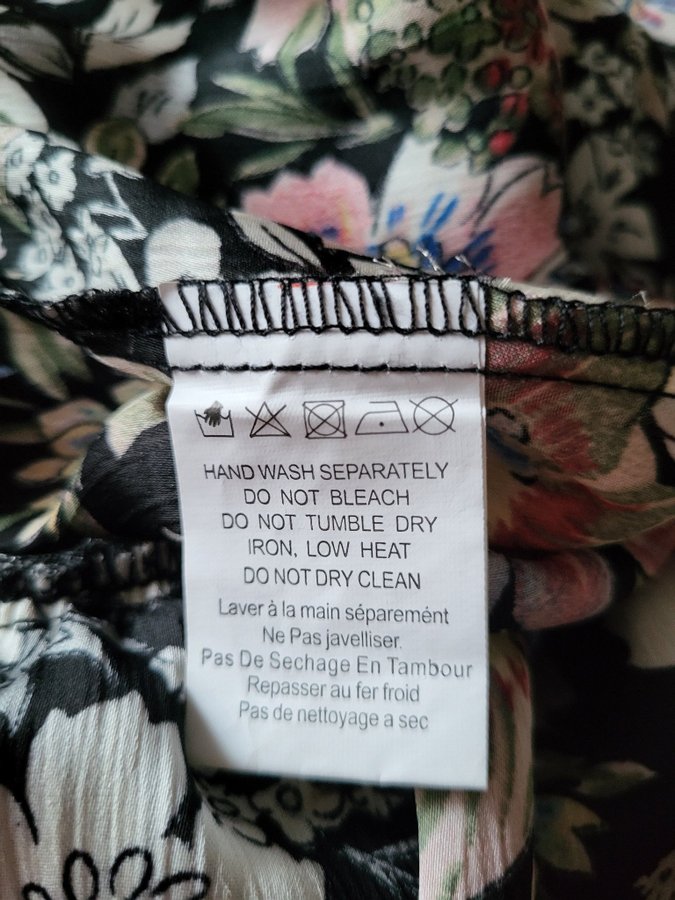 HAND WASH SEPARATELY
DO NOT BLEACH
DO NOT TUMBLE DRY
IRON, LOW HEAT
DO NOT DRY CLEAN
Laver à la main séparemént
Ne Pas javelliser.
Pas De Sechage En Tambour
Repasser au fer froid
Pas de nettoyage a sec